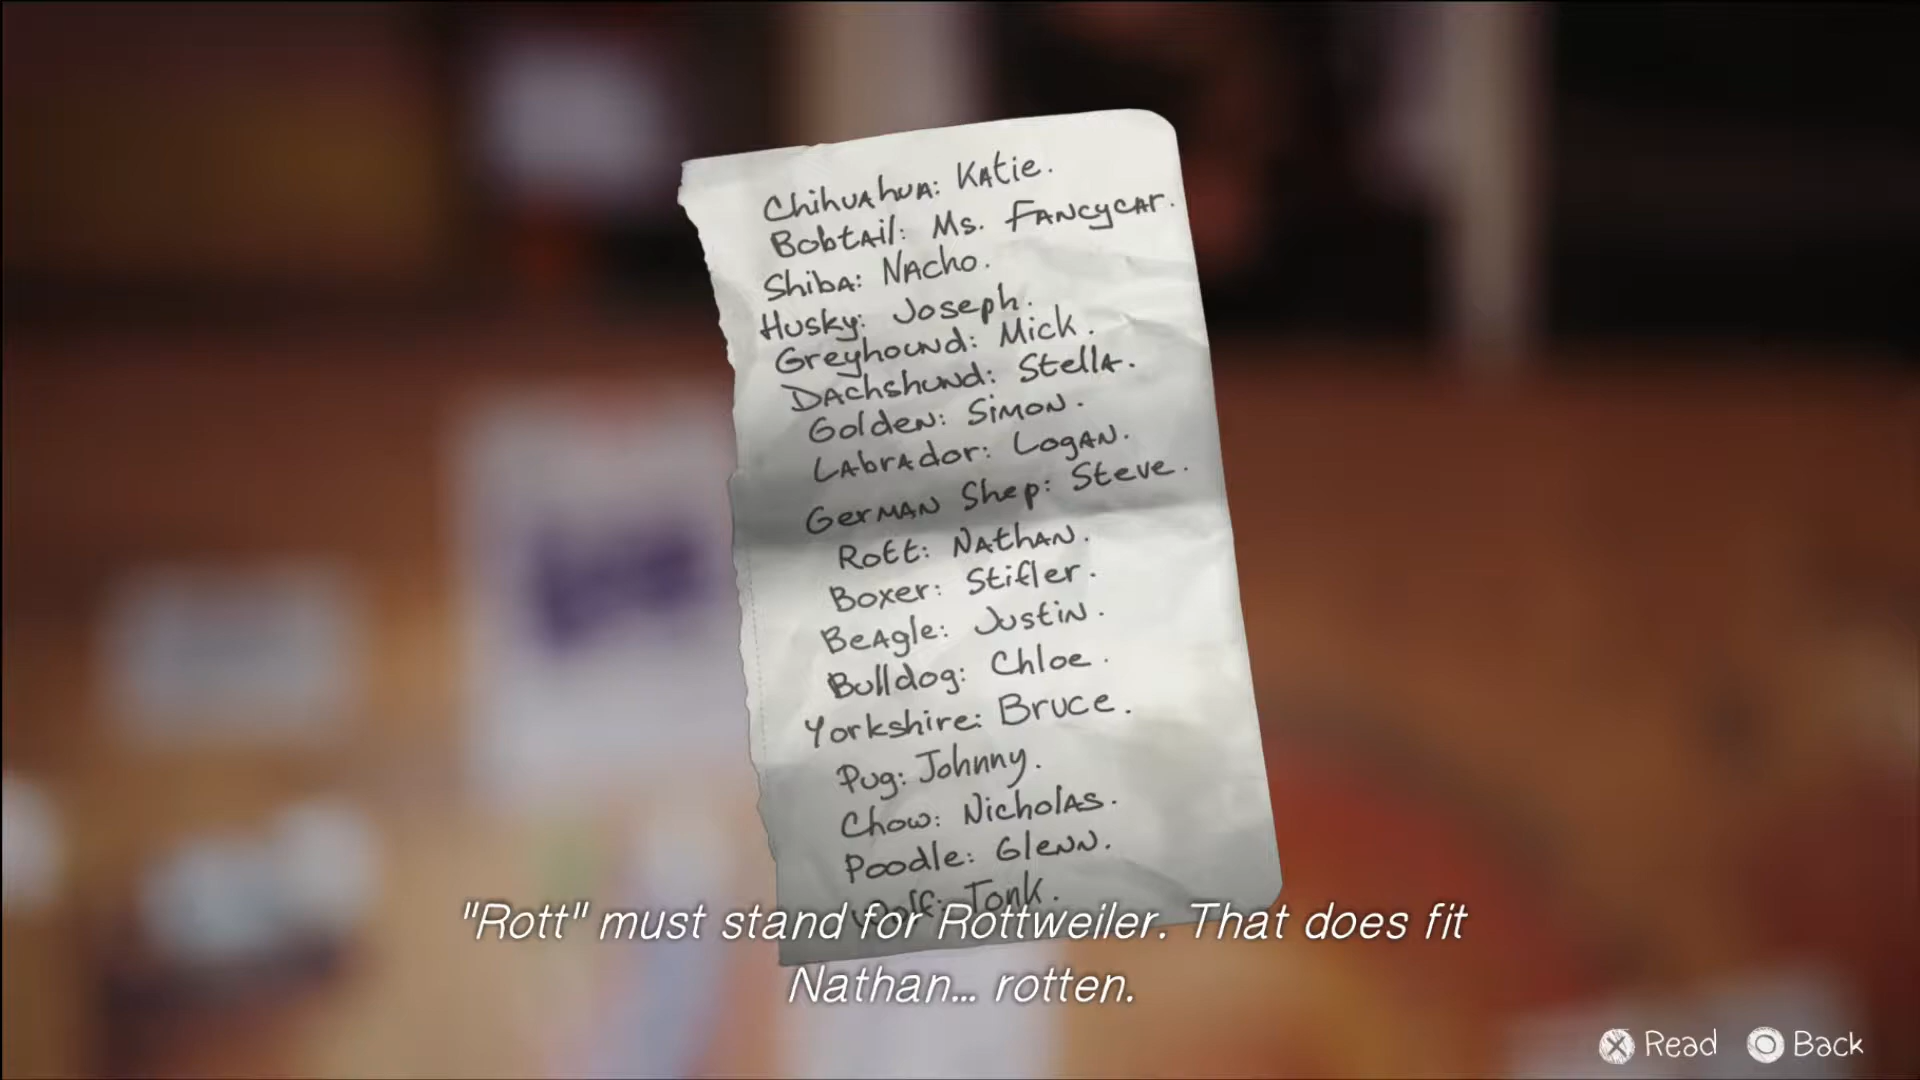 Chihuahua: Katie.
Bobtail: Ms. Fancycar.
Shiba: Nacho.
Husky: Joseph.
Greyhound: Mick.
Dachshund: Stella.
Golden: Simon.
Labrador: Logan.
German Shep: Steve.
Rott: Nathan.
Boxer: Stifler.
Beagle: Justin.
Bulldog: Chloe.
Yorkshire: Bruce.
Pug: Johnny.
Chow: Nicholas.
Poodle: Glenn.
Wolf: Tonk.
"Rott" must stand for Rottweiler. That does fit
Nathan... rotten.
Read Back